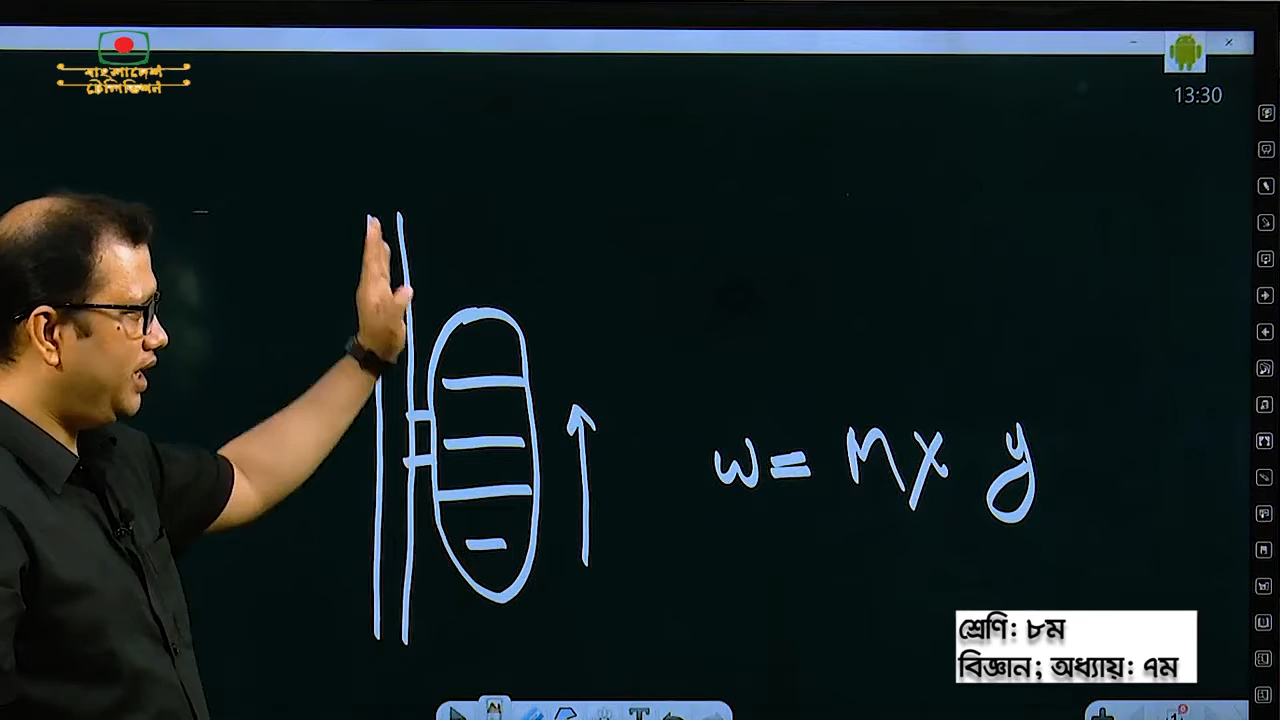 বাংলাদেশ
টেলিভিশন
13:30
w = m x g
শ্রেণি: ৮ম
বিজ্ঞান; অধ্যায়: ৭ম